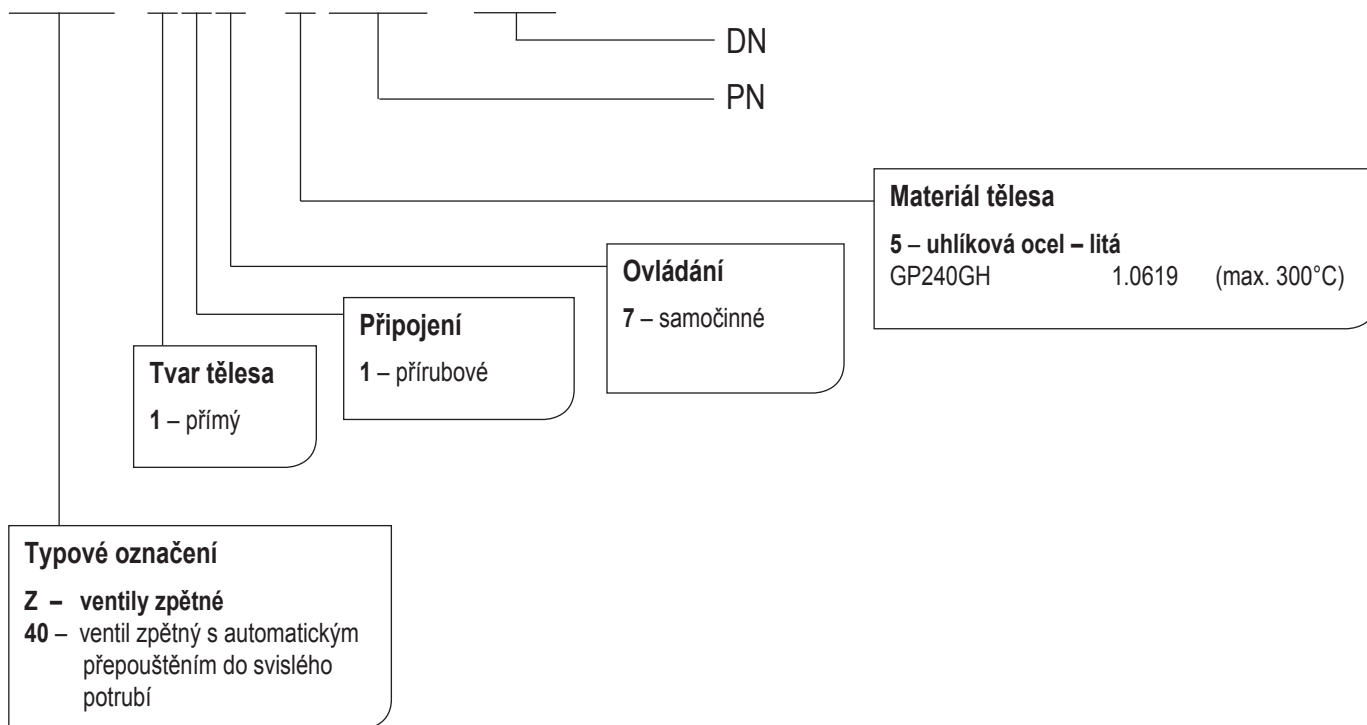 DN
PN
Materiál tělesa
5 – uhlíková ocel – litá
GP240GH 1.0619 (max. 300°C)
Ovládání
7 – samočinné
Připojení
1 – přírubové
Tvar tělesa
1 – přímý
Typové označení
Z – ventily zpětné
40 – ventil zpětný s automatickým
přepouštěním do svislého
potrubí